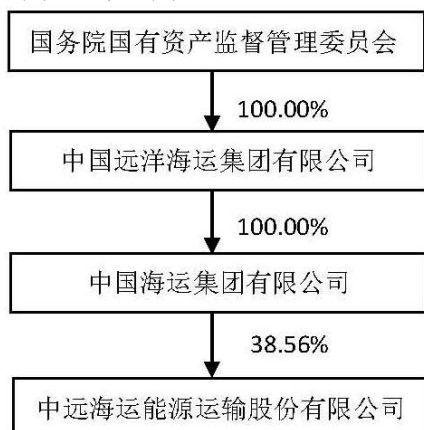 国务院国有资产监督管理委员会
100.00%
中国远洋海运集团有限公司
100.00%
中国海运集团有限公司
38.56%
中远海运能源运输股份有限公司